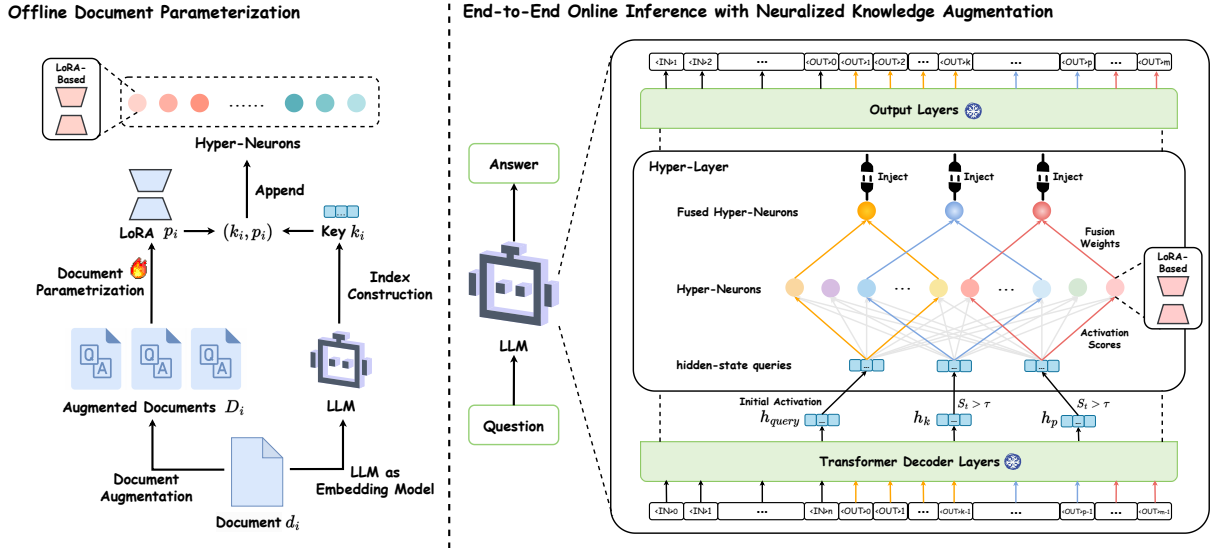 Offline Document Parameterization
LoRA-
Based
......
Hyper-Neurons
Append
LoRA p_i
(k_i, p_i)
Key k_i
...
Document
Parametrization
Index
Construction
Q A
Q A
Q A
Augmented Documents D_i
LLM
Document
Augmentation
LLM as
Embedding Model
Document d_i
End-to-End Online Inference with Neuralized Knowledge Augmentation
Answer
LLM
Question
<IN>1 <IN>2 ... <OUT>0 <OUT>1 <OUT>2 ... <OUT>k ... <OUT>p ... <OUT>m
Output Layers
Hyper-Layer
Inject Inject Inject
Fused Hyper-Neurons
Fusion
Weights
LoRA-
Based
Hyper-Neurons
... ...
Activation
Scores
hidden-state queries
... ... ...
Initial Activation
S_t > τ
S_t > τ
h_query ... h_k ... h_p ...
Transformer Decoder Layers
<IN>0 <IN>1 ... <IN>n <OUT>0 <OUT>1 ... <OUT>k-1 ... <OUT>p-1 ... <OUT>m-1